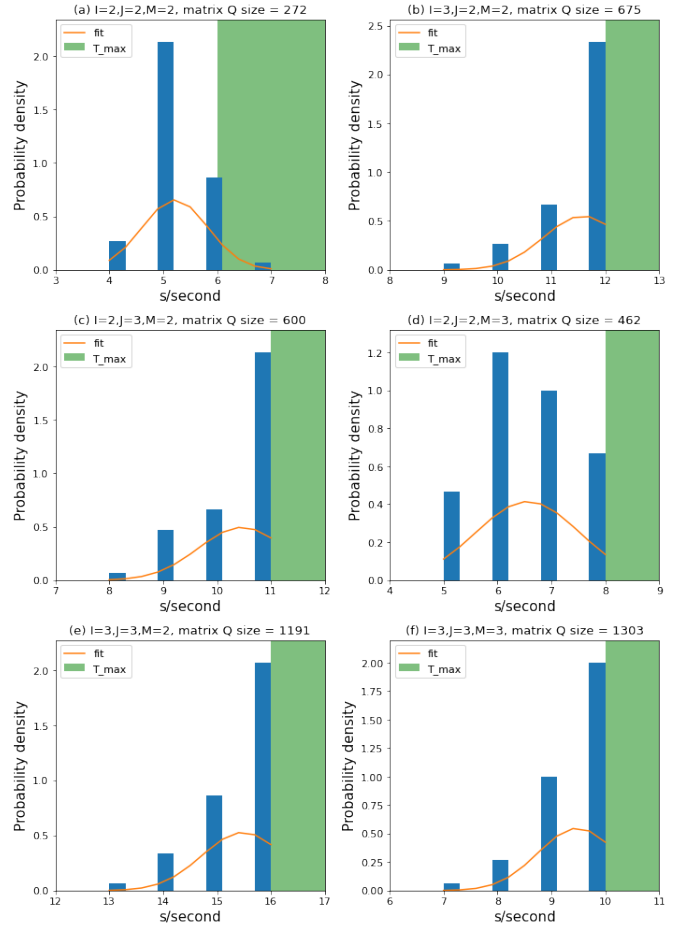 (a) I=2,J=2,M=2, matrix Q size = 272
fit
T_max
Probability density
2.0
1.5
1.0
0.5
0.0
3 4 5 6 7 8
s/second
(b) I=3,J=2,M=2, matrix Q size = 675
fit
T_max
Probability density
2.5
2.0
1.5
1.0
0.5
0.0
8 9 10 11 12 13
s/second
(c) I=2,J=3,M=2, matrix Q size = 600
fit
T_max
Probability density
2.0
1.5
1.0
0.5
0.0
7 8 9 10 11 12
s/second
(d) I=2,J=2,M=3, matrix Q size = 462
fit
T_max
Probability density
1.2
1.0
0.8
0.6
0.4
0.2
0.0
4 5 6 7 8 9
s/second
(e) I=3,J=3,M=2, matrix Q size = 1191
fit
T_max
Probability density
2.0
1.5
1.0
0.5
0.0
12 13 14 15 16 17
s/second
(f) I=3,J=3,M=3, matrix Q size = 1303
fit
T_max
Probability density
2.00
1.75
1.50
1.25
1.00
0.75
0.50
0.25
0.00
6 7 8 9 10 11
s/second